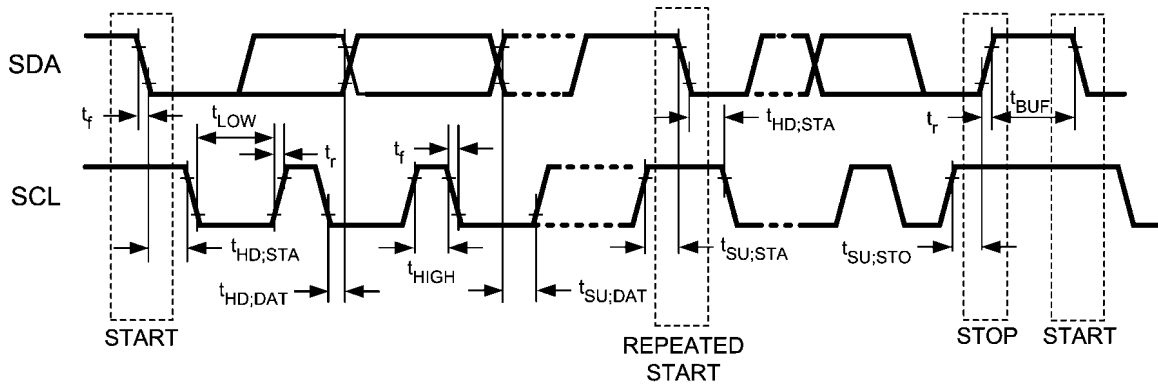 SDA
t_f
t_LOW
t_r
t_f
t_HD;STA
t_r
t_BUF
SCL
t_HD;STA
t_HD;DAT
t_HIGH
t_SU;DAT
t_SU;STA
t_SU;STO
START
REPEATED
START
STOP
START